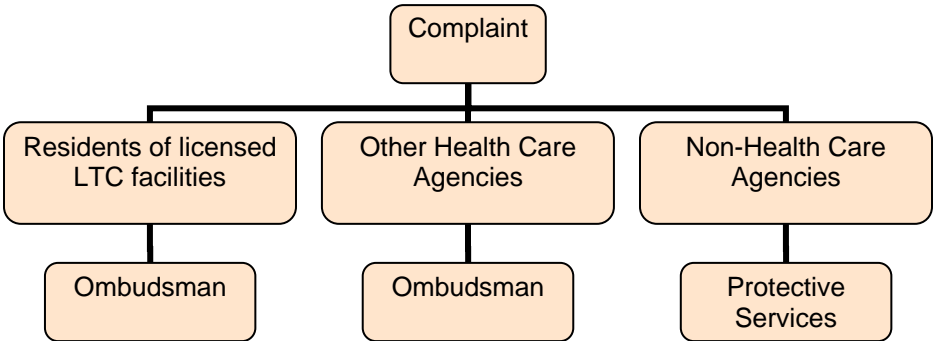 Complaint
Residents of licensed
LTC facilities
Other Health Care
Agencies
Non-Health Care
Agencies
Ombudsman
Ombudsman
Protective
Services